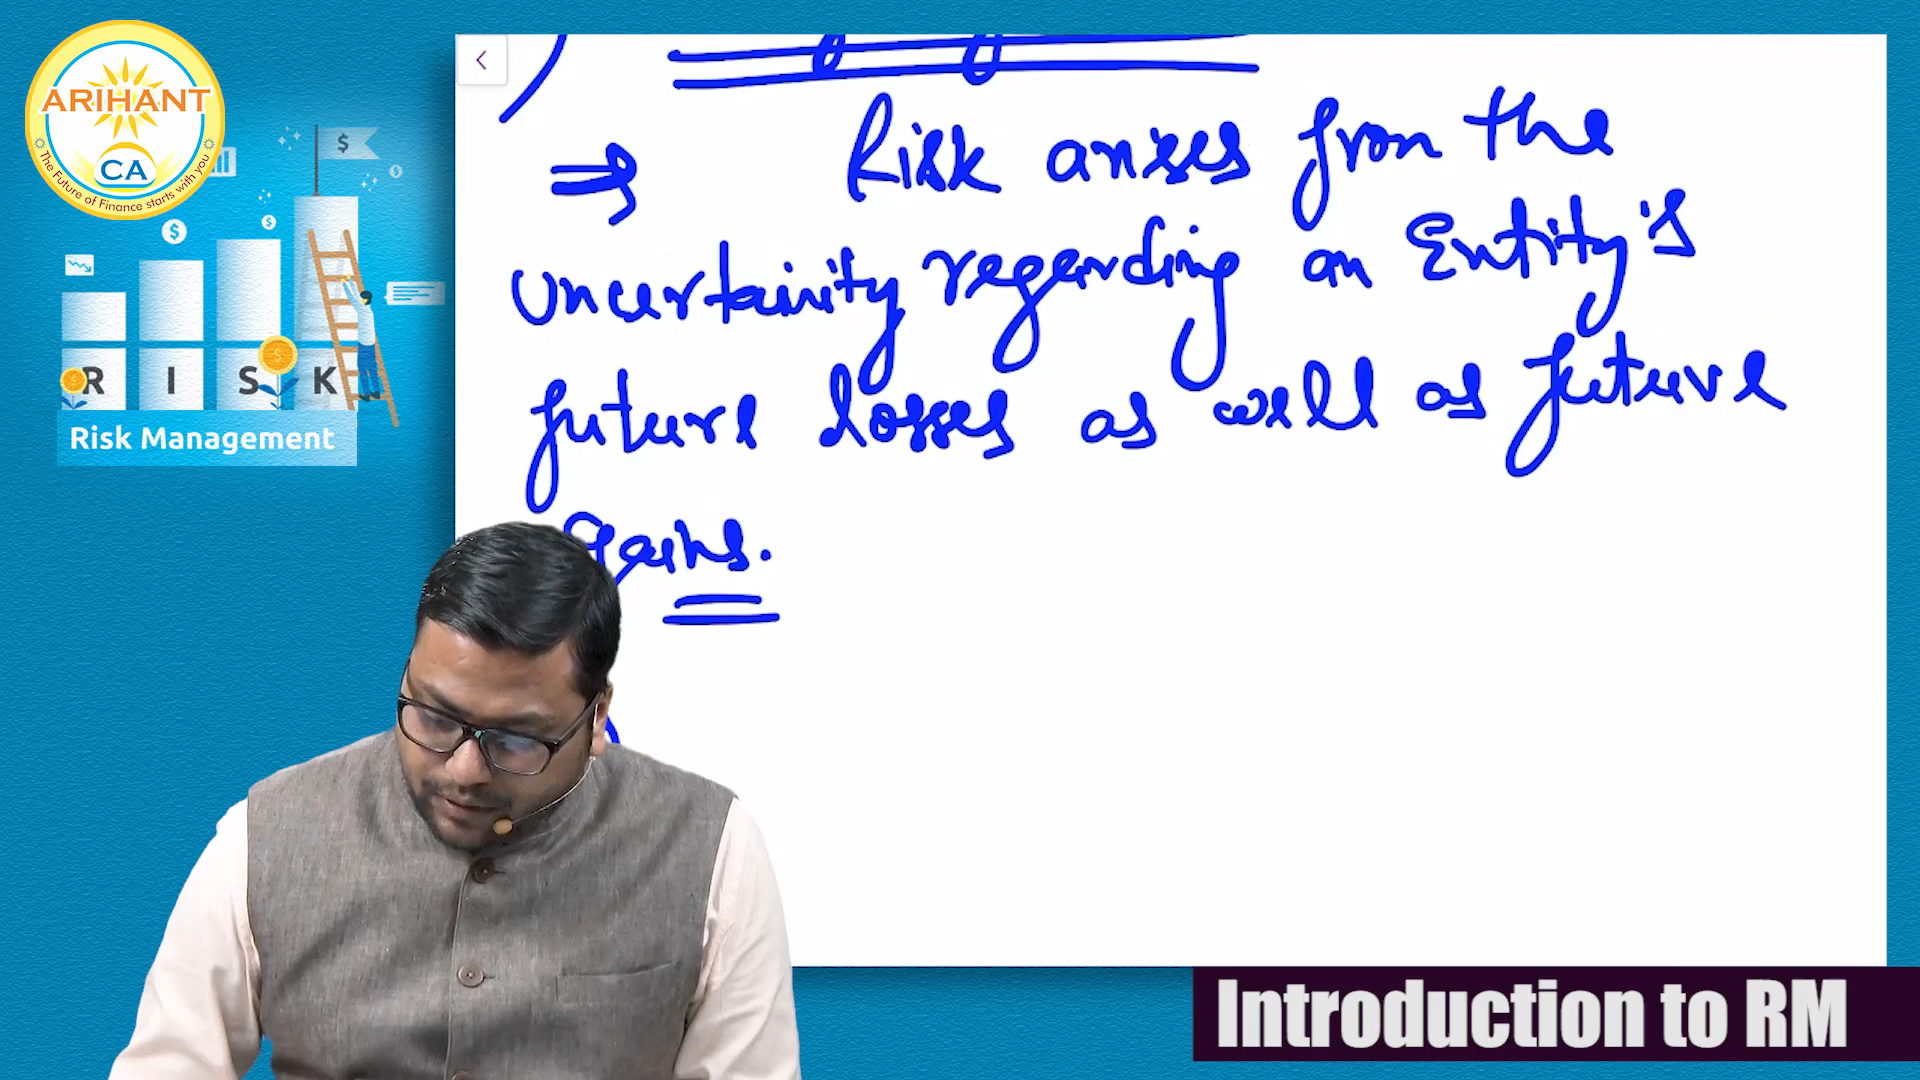 ARIHANT
CA
The Future of Finance starts with you
R I S K
Risk Management
⇒ Risk arises from the
uncertainity regarding an Entity's
future losses as well as future
gains.
Introduction to RM